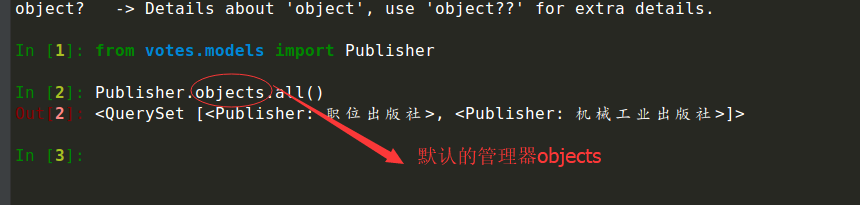 object?   -> Details about 'object', use 'object??' for extra details.
In [1]: from votes.models import Publisher
In [2]: Publisher.objects.all()
Out[2]: <QuerySet [<Publisher: 职位出版社>, <Publisher: 机械工业出版社>]>
In [3]:
默认的管理器objects